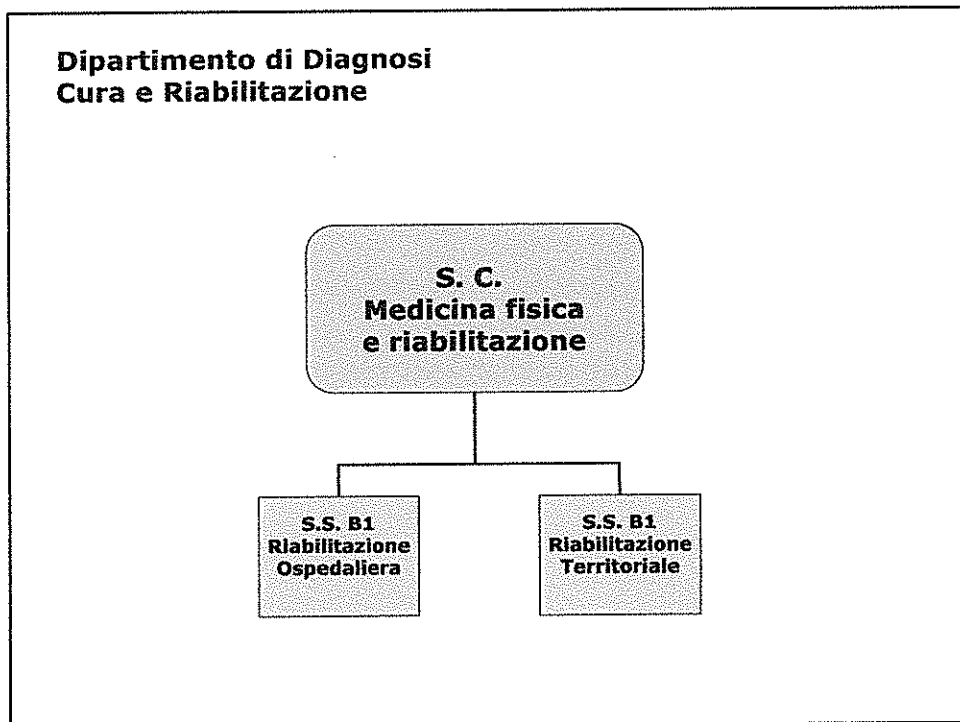 Dipartimento di Diagnosi
Cura e Riabilitazione
S. C.
Medicina fisica
e riabilitazione
S.S. B1
Riabilitazione
Ospedaliera
S.S. B1
Riabilitazione
Territoriale